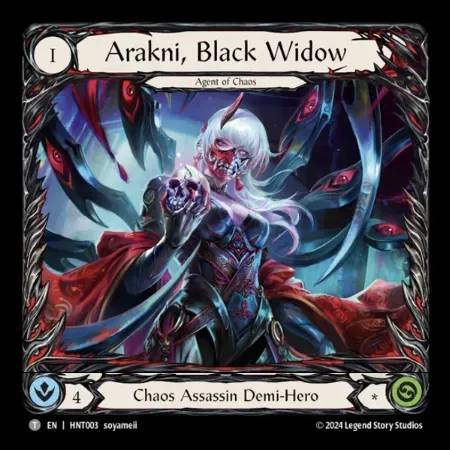 I
Arakni, Black Widow
Agent of Chaos
4
Chaos Assassin Demi-Hero
*
T EN | HNT003 soyameii
© 2024 Legend Story Studios